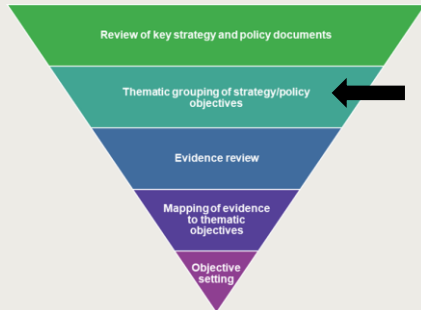 Review of key strategy and policy documents
Thematic grouping of strategy/policy
objectives
Evidence review
Mapping of evidence
to thematic
objectives
Objective
setting